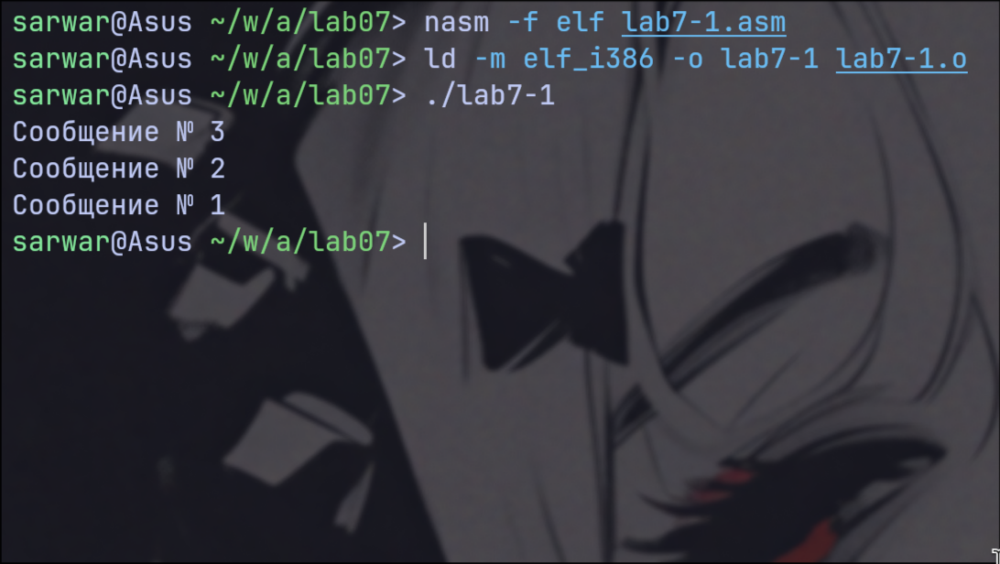 sarwar@Asus ~/w/a/lab07> nasm -f elf lab7-1.asm
sarwar@Asus ~/w/a/lab07> ld -m elf_i386 -o lab7-1 lab7-1.o
sarwar@Asus ~/w/a/lab07> ./lab7-1
Сообщение № 3
Сообщение № 2
Сообщение № 1
sarwar@Asus ~/w/a/lab07>